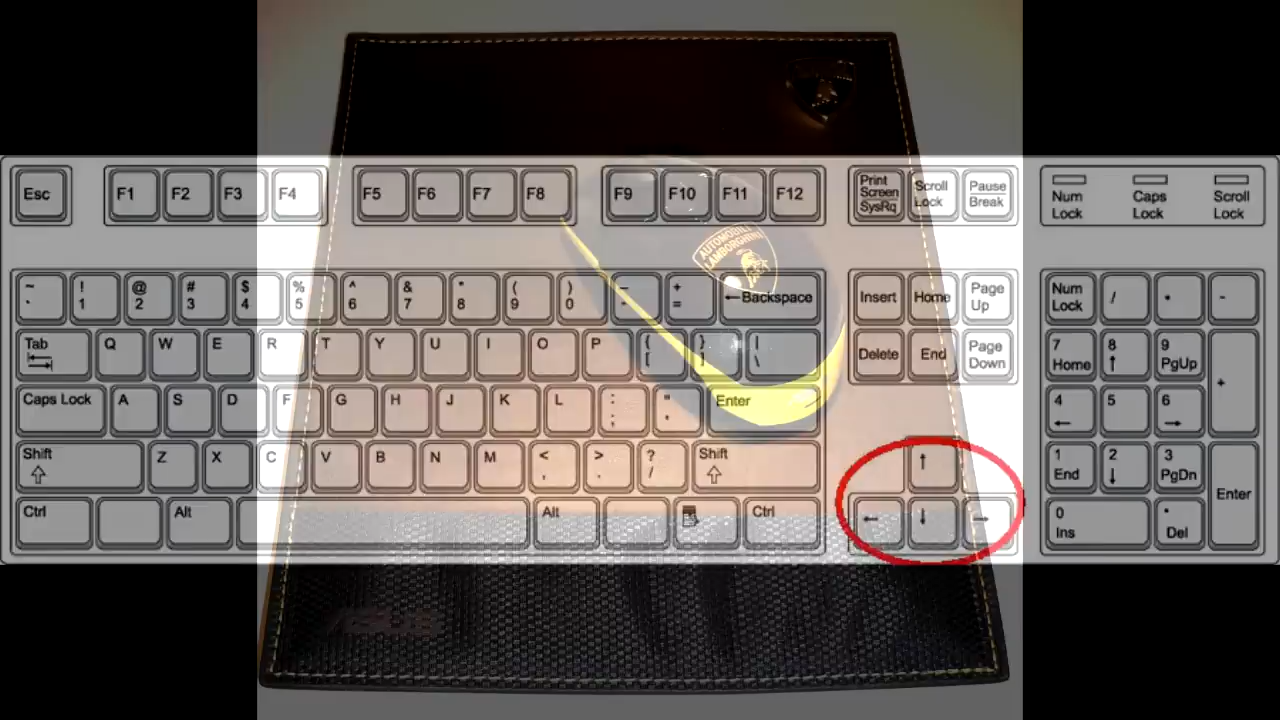 Esc F1 F2 F3 F4 F5 F6 F7 F8 F9 F10 F11 F12 Print Screen SysRq Scroll Lock Pause Break Num Lock Caps Lock Scroll Lock
AUTOMOBILI
LAMBORGHINI
~ ` ! 1 @ 2 # 3 $ 4 % 5 ^ 6 & 7 * 8 ( 9 ) 0 _ - + = ←Backspace Insert Home Page Up Num Lock / * -
Tab Q W E R T Y U I O P { [ } ] | \ Delete End Page Down 7 Home 8 ↑ 9 PgUp +
Caps Lock A S D F G H J K L : ; " ' Enter 4 ← 5 6 →
Shift Z X C V B N M < , > . ? / Shift ↑ 1 End 2 ↓ 3 PgDn Enter
Ctrl Alt Alt Ctrl ← ↓ → 0 Ins . Del
ASUS